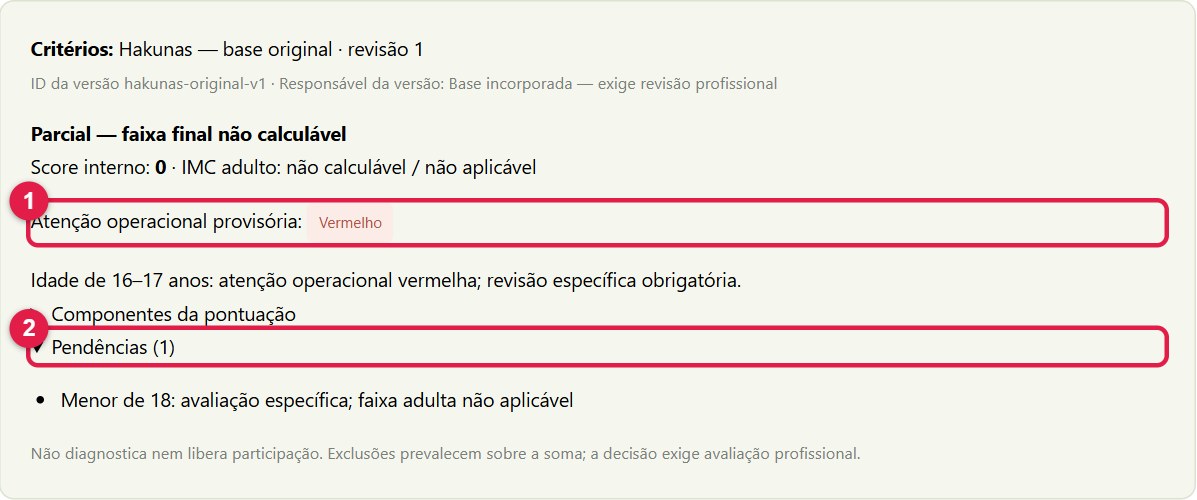 Critérios: Hakunas — base original · revisão 1
ID da versão hakunas-original-v1 · Responsável da versão: Base incorporada — exige revisão profissional
Parcial — faixa final não calculável
Score interno: 0 · IMC adulto: não calculável / não aplicável
1
Atenção operacional provisória: Vermelho
Idade de 16–17 anos: atenção operacional vermelha; revisão específica obrigatória.
Componentes da pontuação
2
Pendências (1)
• Menor de 18: avaliação específica; faixa adulta não aplicável
Não diagnostica nem libera participação. Exclusões prevalecem sobre a soma; a decisão exige avaliação profissional.